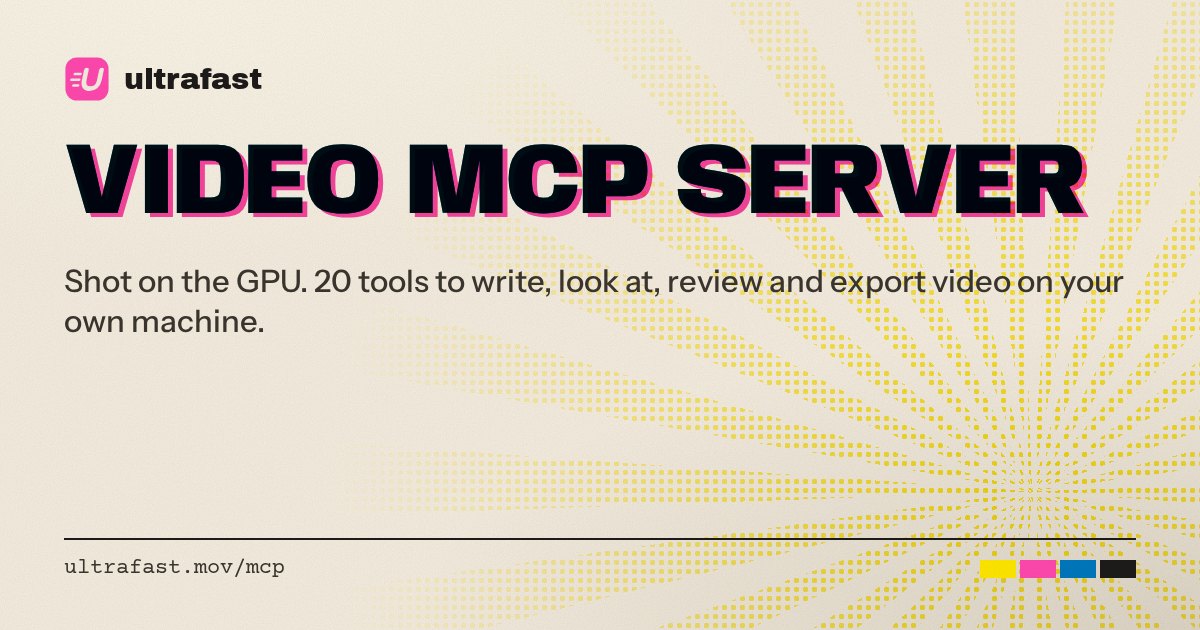 ultrafast
VIDEO MCP SERVER
Shot on the GPU. 20 tools to write, look at, review and export video on your
own machine.
ultrafast.mov/mcp